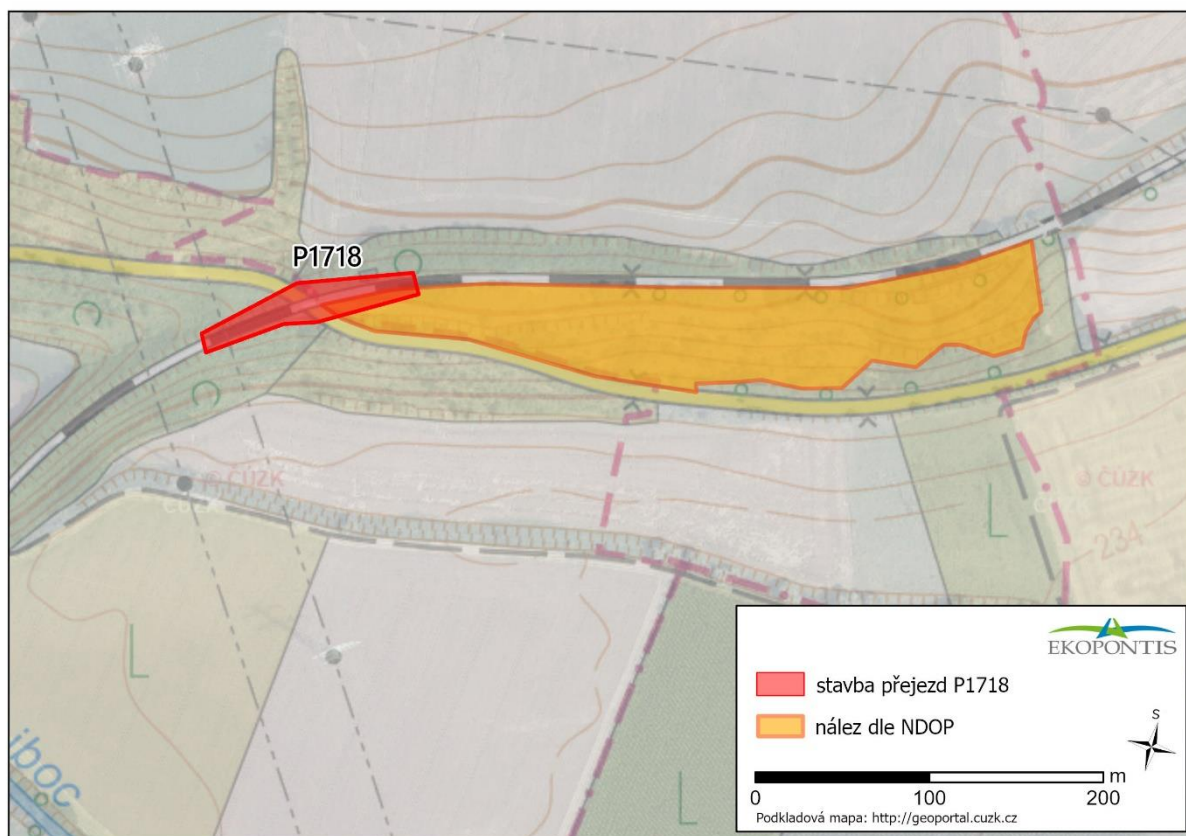 P1718
© ČÚZK
© ČÚZK
234
L
L
L
iboc
EKOPONTIS
stavba přejezd P1718
nález dle NDOP
S
m
0 100 200
Podkladová mapa: http://geoportal.cuzk.cz